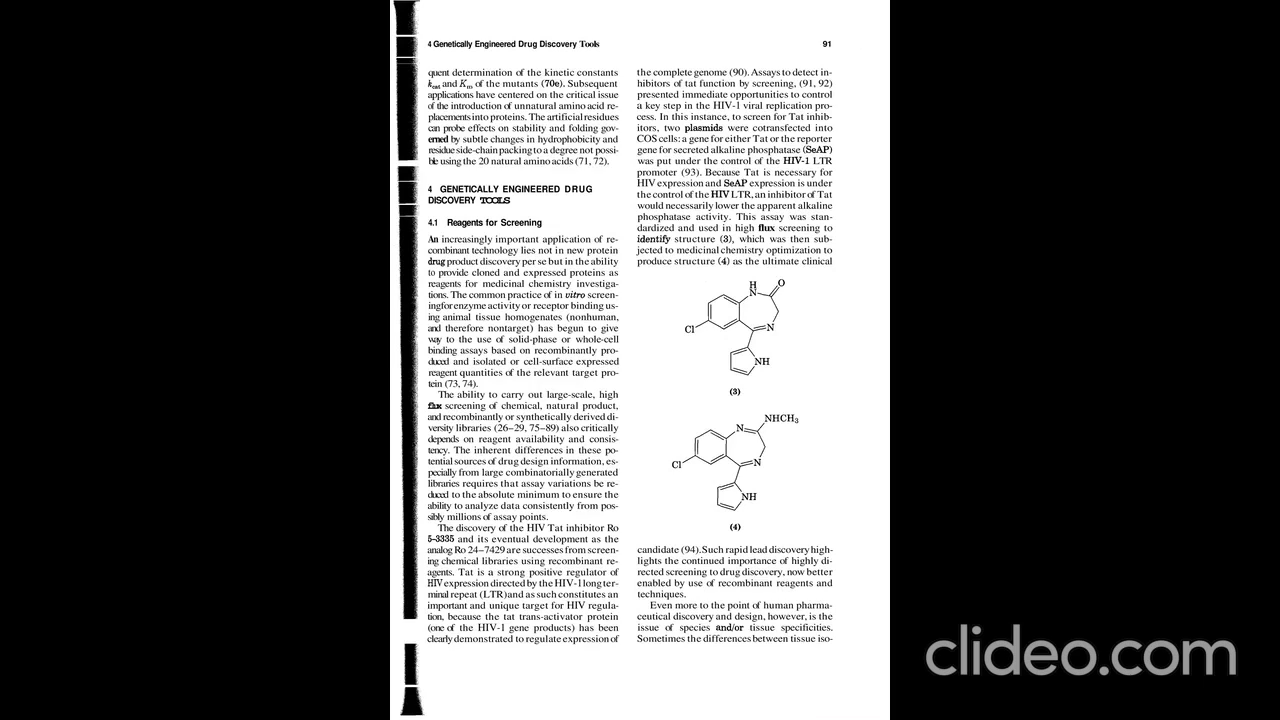 4 Genetically Engineered Drug Discovery Tools
91
quent determination of the kinetic constants
kcat and Km of the mutants (70e). Subsequent
applications have centered on the critical issue
of the introduction of unnatural amino acid re-
placements into proteins. The artificial residues
can probe effects on stability and folding gov-
erned by subtle changes in hydrophobicity and
residue side-chain packing to a degree not possi-
ble using the 20 natural amino acids (71, 72).
4 GENETICALLY ENGINEERED DRUG
DISCOVERY TOOLS
4.1 Reagents for Screening
An increasingly important application of re-
combinant technology lies not in new protein
drug product discovery per se but in the ability
to provide cloned and expressed proteins as
reagents for medicinal chemistry investiga-
tions. The common practice of in vitro screen-
ing for enzyme activity or receptor binding us-
ing animal tissue homogenates (nonhuman,
and therefore nontarget) has begun to give
way to the use of solid-phase or whole-cell
binding assays based on recombinantly pro-
duced and isolated or cell-surface expressed
reagent quantities of the relevant target pro-
tein (73, 74).
The ability to carry out large-scale, high
flux screening of chemical, natural product,
and recombinantly or synthetically derived di-
versity libraries (26–29, 75–89) also critically
depends on reagent availability and consis-
tency. The inherent differences in these po-
tential sources of drug design information, es-
pecially from large combinatorially generated
libraries requires that assay variations be re-
duced to the absolute minimum to ensure the
ability to analyze data consistently from pos-
sibly millions of assay points.
The discovery of the HIV Tat inhibitor Ro
5-3335 and its eventual development as the
analog Ro 24–7429 are successes from screen-
ing chemical libraries using recombinant re-
agents. Tat is a strong positive regulator of
HIV expression directed by the HIV-1 long ter-
minal repeat (LTR) and as such constitutes an
important and unique target for HIV regula-
tion, because the tat trans-activator protein
(one of the HIV-1 gene products) has been
clearly demonstrated to regulate expression of
the complete genome (90). Assays to detect in-
hibitors of tat function by screening, (91, 92)
presented immediate opportunities to control
a key step in the HIV-1 viral replication pro-
cess. In this instance, to screen for Tat inhib-
itors, two plasmids were cotransfected into
COS cells: a gene for either Tat or the reporter
gene for secreted alkaline phosphatase (SeAP)
was put under the control of the HIV-1 LTR
promoter (93). Because Tat is necessary for
HIV expression and SeAP expression is under
the control of the HIV LTR, an inhibitor of Tat
would necessarily lower the apparent alkaline
phosphatase activity. This assay was stan-
dardized and used in high flux screening to
identify structure (3), which was then sub-
jected to medicinal chemistry optimization to
produce structure (4) as the ultimate clinical
H
N
O
Cl
N
NH
(3)
NHCH3
N
Cl
N
NH
(4)
candidate (94). Such rapid lead discovery high-
lights the continued importance of highly di-
rected screening to drug discovery, now better
enabled by use of recombinant reagents and
techniques.
Even more to the point of human pharma-
ceutical discovery and design, however, is the
issue of species and/or tissue specificities.
Sometimes the differences between tissue iso-
clideo.com